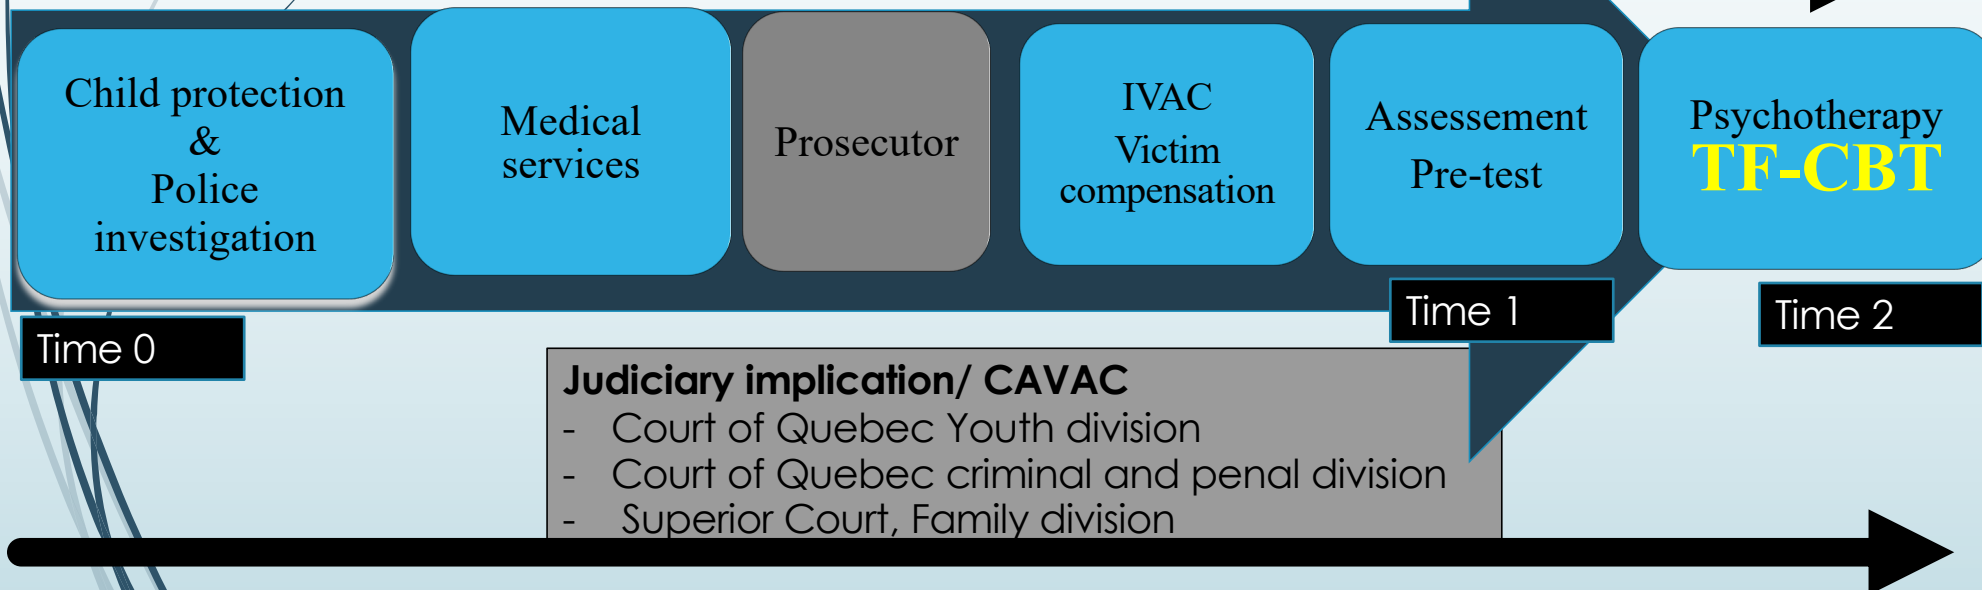 Child protection
&
Police
investigation
Medical
services
Prosecutor
IVAC
Victim
compensation
Assessement
Pre-test
Psychotherapy
TF-CBT
Time 0
Time 1
Time 2
Judiciary implication/ CAVAC
- Court of Quebec Youth division
- Court of Quebec criminal and penal division
- Superior Court, Family division